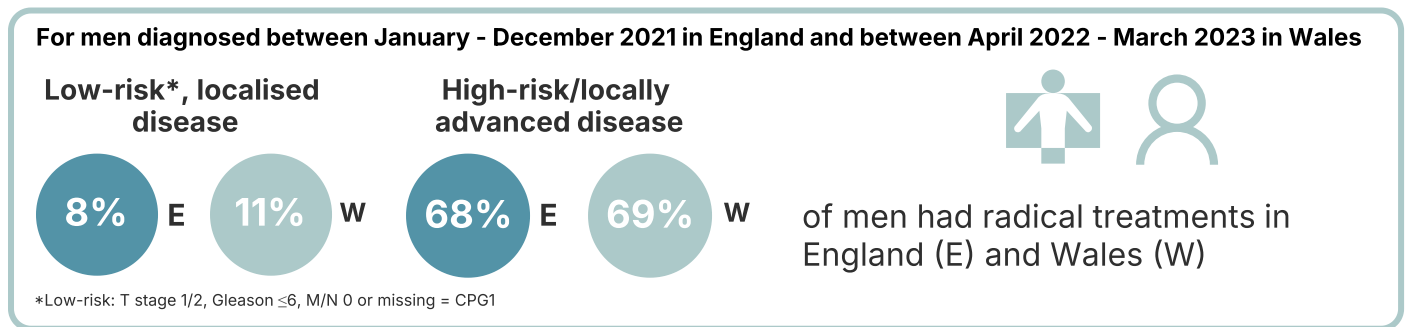 For men diagnosed between January - December 2021 in England and between April 2022 - March 2023 in Wales
Low-risk*, localised
disease
8% E 11% W
High-risk/locally
advanced disease
68% E 69% W
of men had radical treatments in
England (E) and Wales (W)
*Low-risk: T stage 1/2, Gleason ≤6, M/N 0 or missing = CPG1